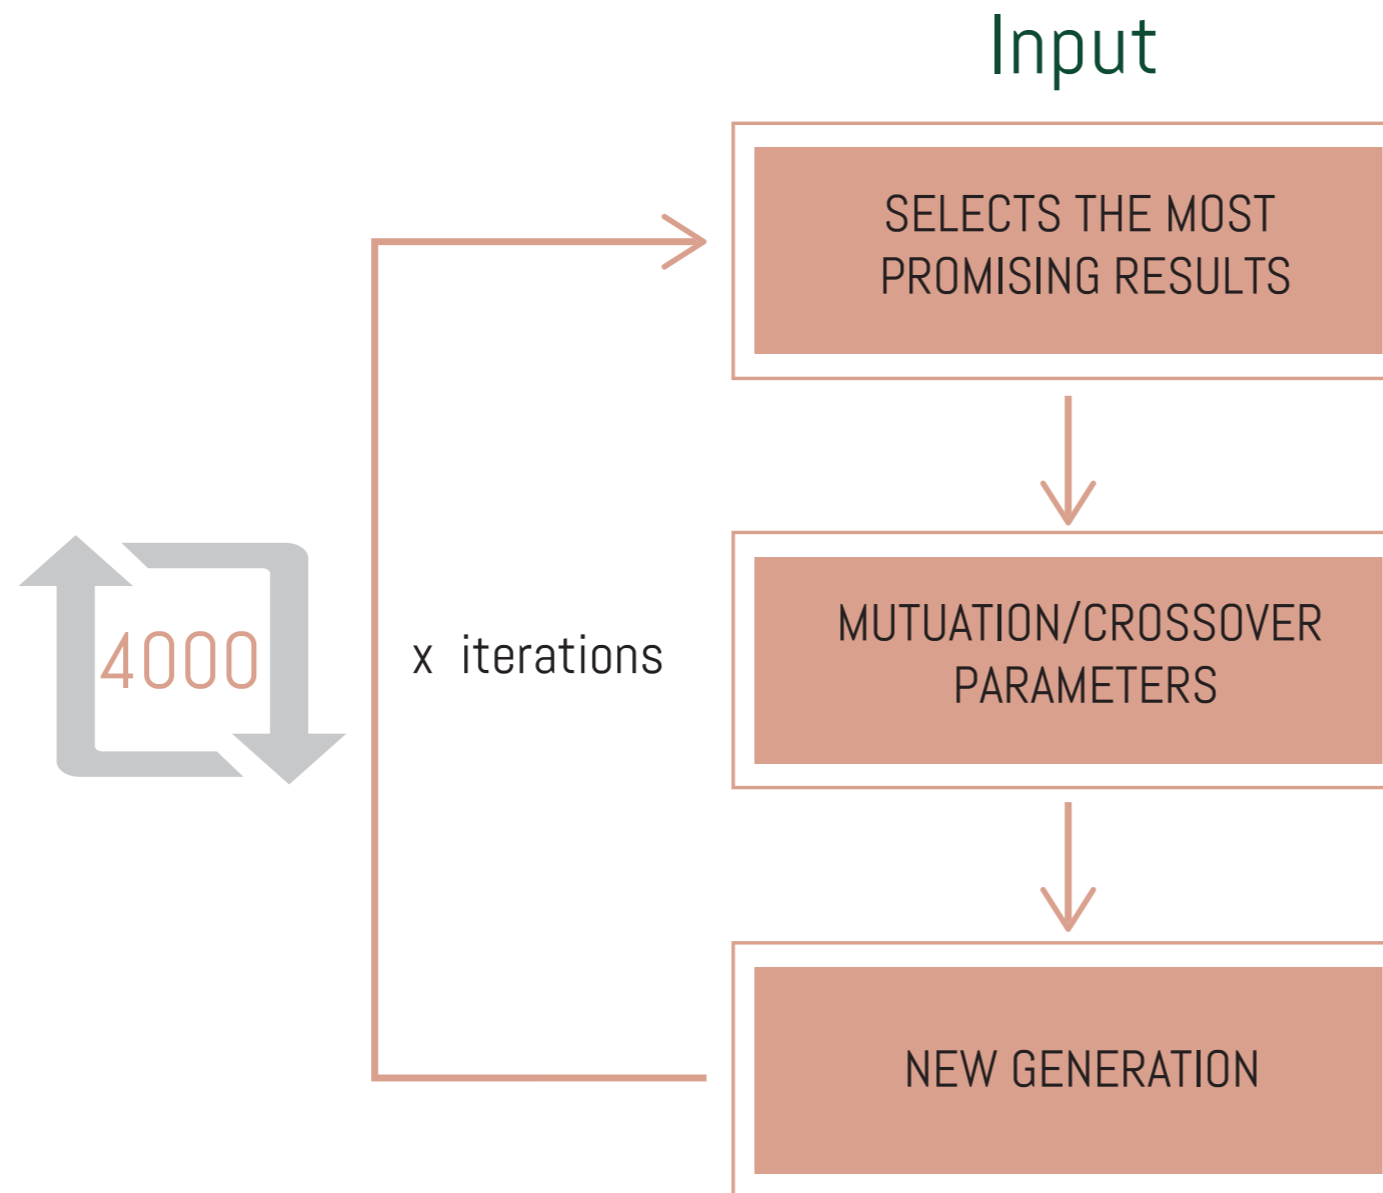 Input
SELECTS THE MOST
PROMISING RESULTS
4000
x iterations
MUTUATION/CROSSOVER
PARAMETERS
NEW GENERATION